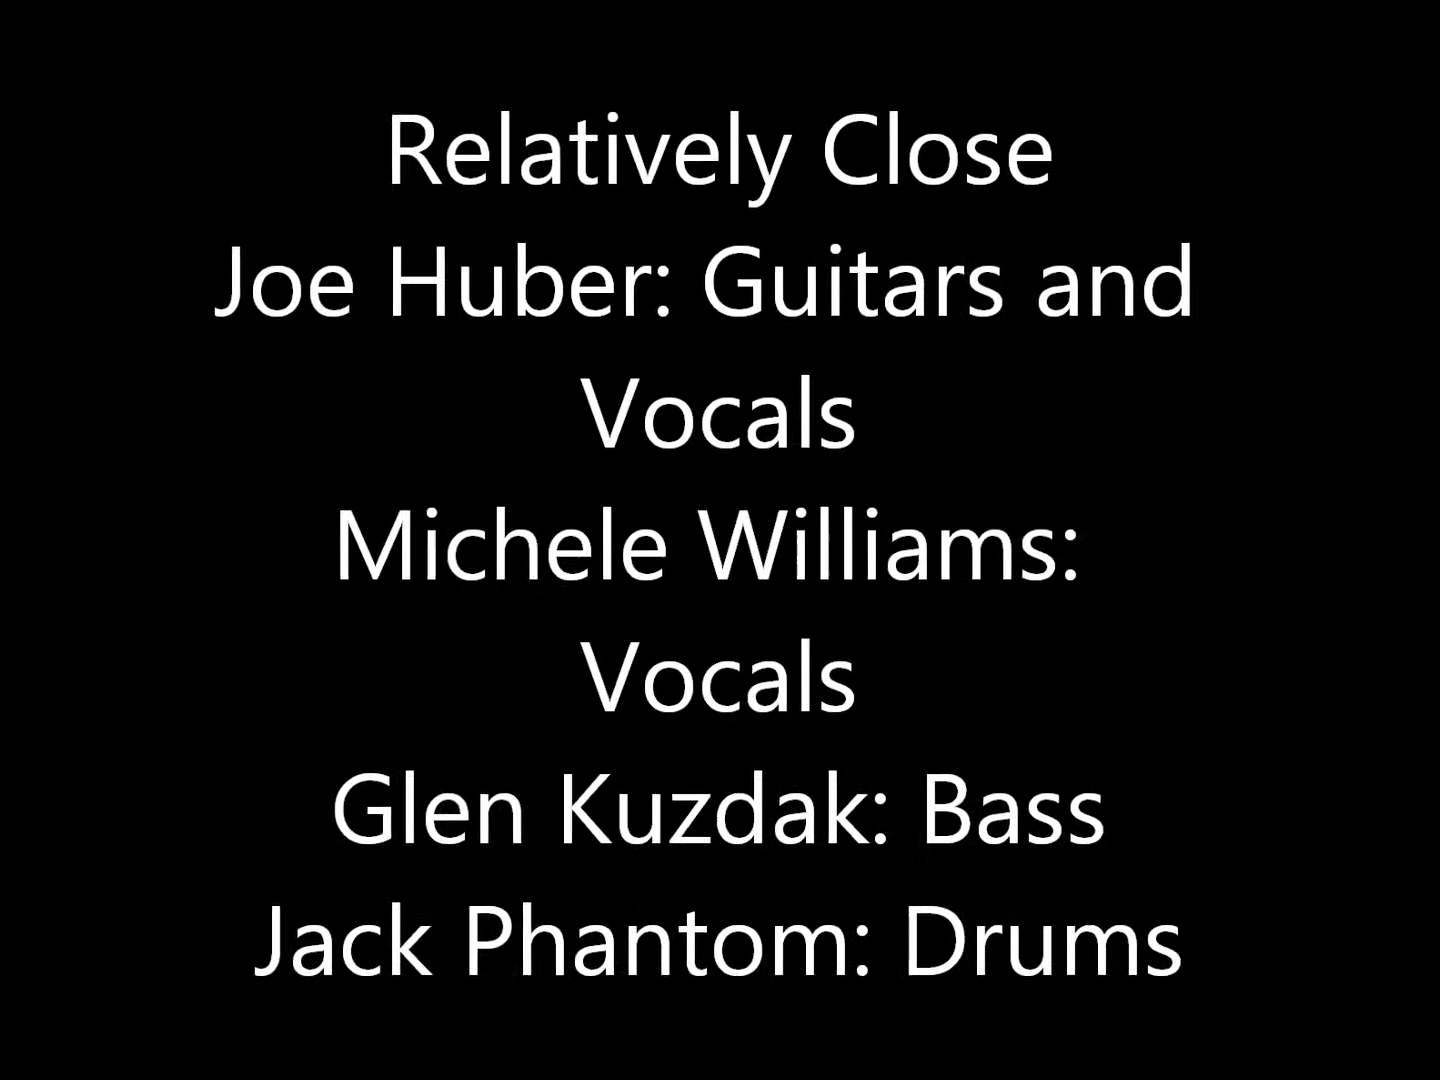 Relatively Close
Joe Huber: Guitars and
Vocals
Michele Williams:
Vocals
Glen Kuzdak: Bass
Jack Phantom: Drums